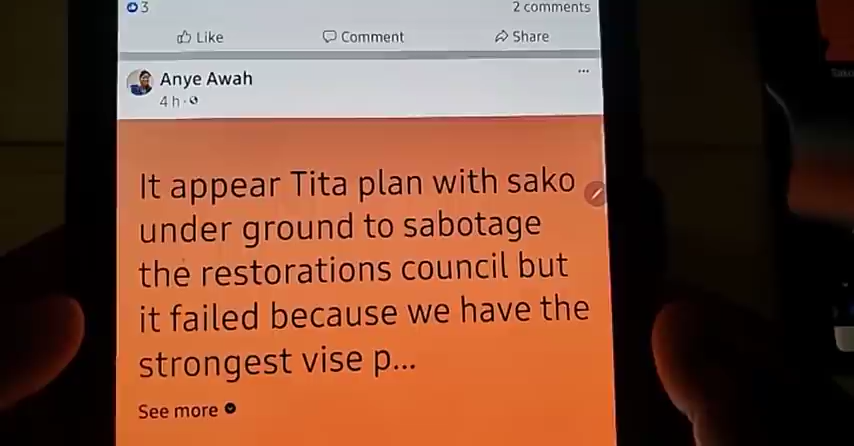 3
2 comments
Like
Comment
Share
Anye Awah
4 h
It appear Tita plan with sako
under ground to sabotage
the restorations council but
it failed because we have the
strongest vise p...
See more
Sako